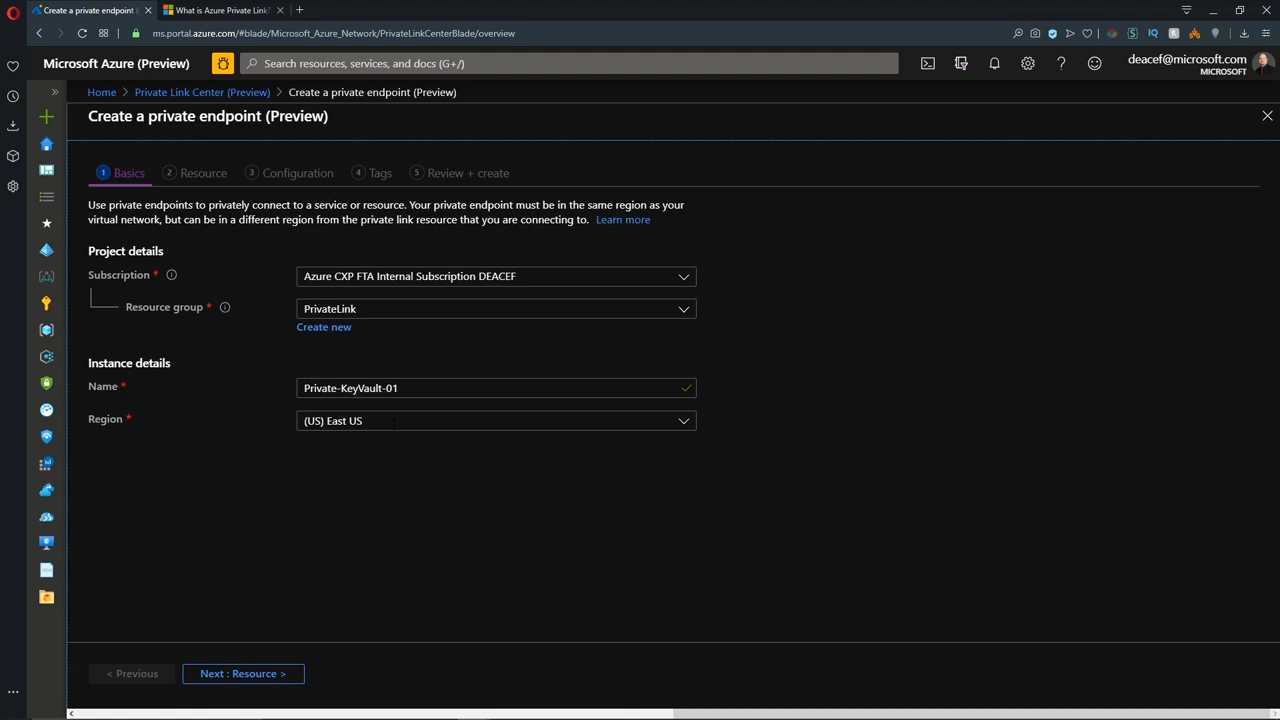 Create a private endpoint (
What is Azure Private Link?
ms.portal.azure.com/#blade/Microsoft_Azure_Network/PrivateLinkCenterBlade/overview
Microsoft Azure (Preview)
Search resources, services, and docs (G+/)
deacef@microsoft.com
MICROSOFT
Home > Private Link Center (Preview) > Create a private endpoint (Preview)
Create a private endpoint (Preview)
1 Basics 2 Resource 3 Configuration 4 Tags 5 Review + create
Use private endpoints to privately connect to a service or resource. Your private endpoint must be in the same region as your
virtual network, but can be in a different region from the private link resource that you are connecting to. Learn more
Project details
Subscription *
Azure CXP FTA Internal Subscription DEACEF
Resource group *
PrivateLink
Create new
Instance details
Name *
Private-KeyVault-01
Region *
(US) East US
< Previous
Next : Resource >